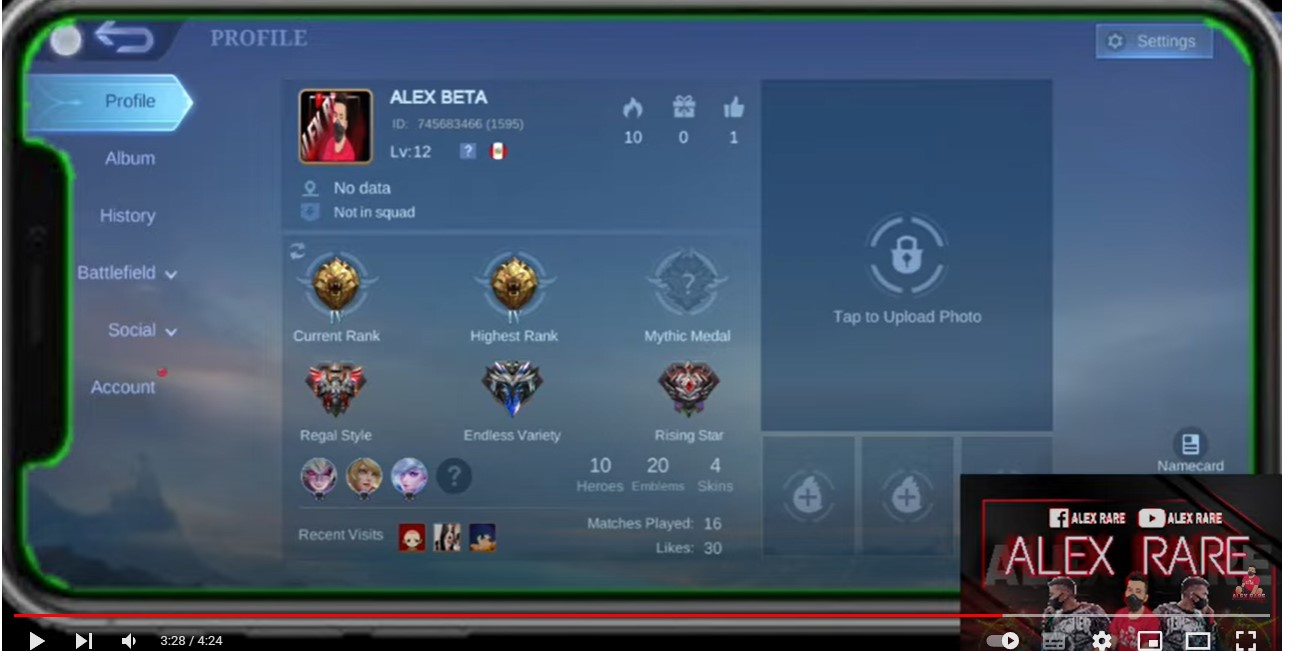 PROFILE
Settings
Profile
Album
History
Battlefield
Social
Account
ALEX BETA
ID: 745683466 (1595)
Lv:12 ?
10 0 1
No data
Not in squad
?
Current Rank Highest Rank Mythic Medal
Regal Style Endless Variety Rising Star
?
10 20 4
Heroes Emblems Skins
Recent Visits
Matches Played: 16
Likes: 30
Tap to Upload Photo
Namecard
ALEX RARE ALEX RARE
ALEX RARE
ALEX RARE
3:28 / 4:24